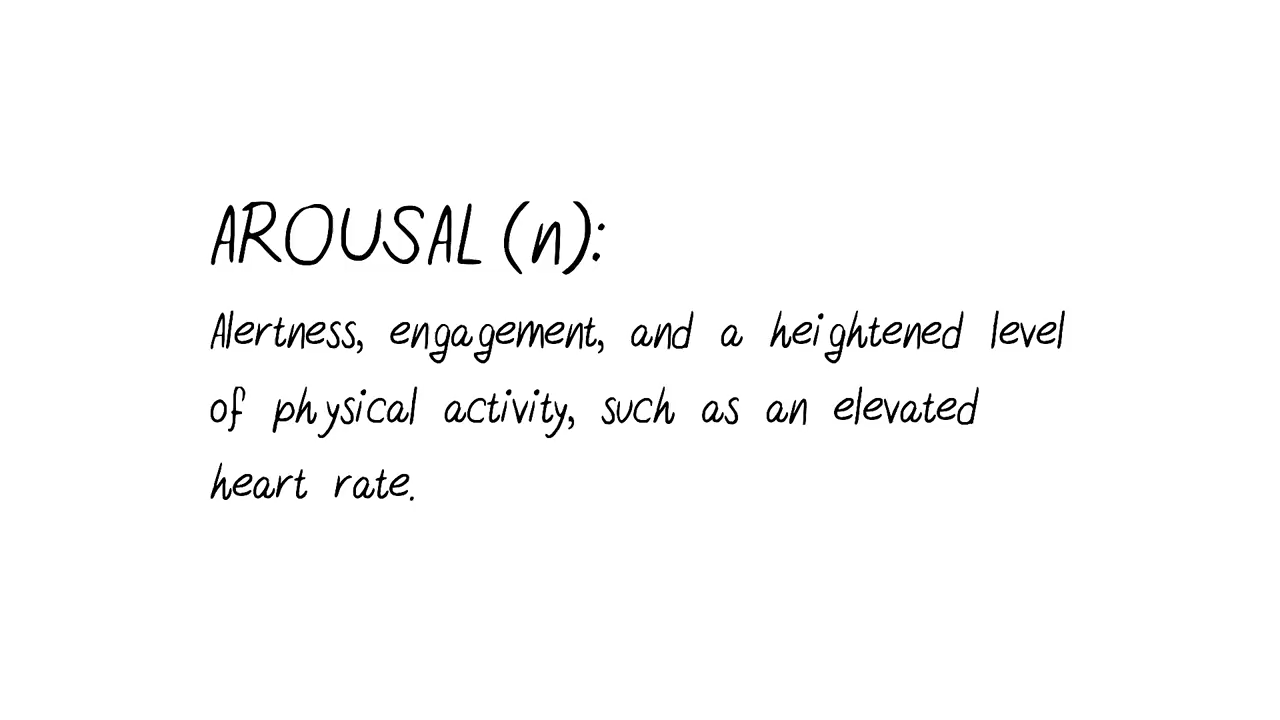 AROUSAL (n):
Alertness, engagement, and a heightened level
of physical activity, such as an elevated
heart rate.